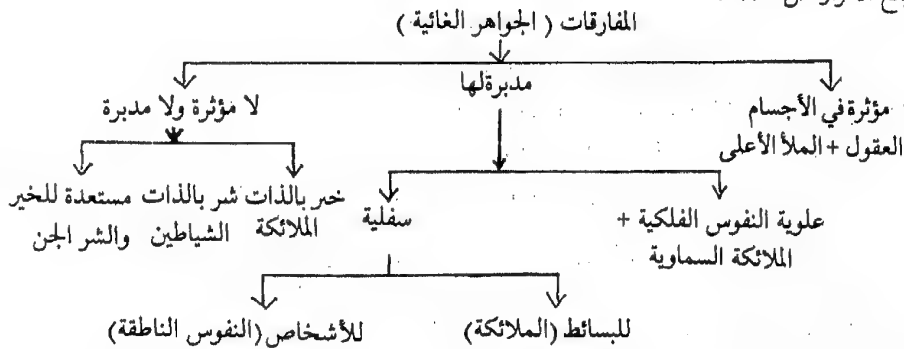 المفارقات ( الجواهر الغائية )
مؤثرة في الأجسام
العقول + الملأ الأعلى
مدبرة لها
لا مؤثرة ولا مدبرة
علوية النفوس الفلكية +
الملائكة السماوية
سفلية
خير بالذات
الملائكة
شر بالذات
الشياطين
مستعدة للخير
والشر الجن
للبسائط (الملائكة)
للأشخاص (النفوس الناطقة)